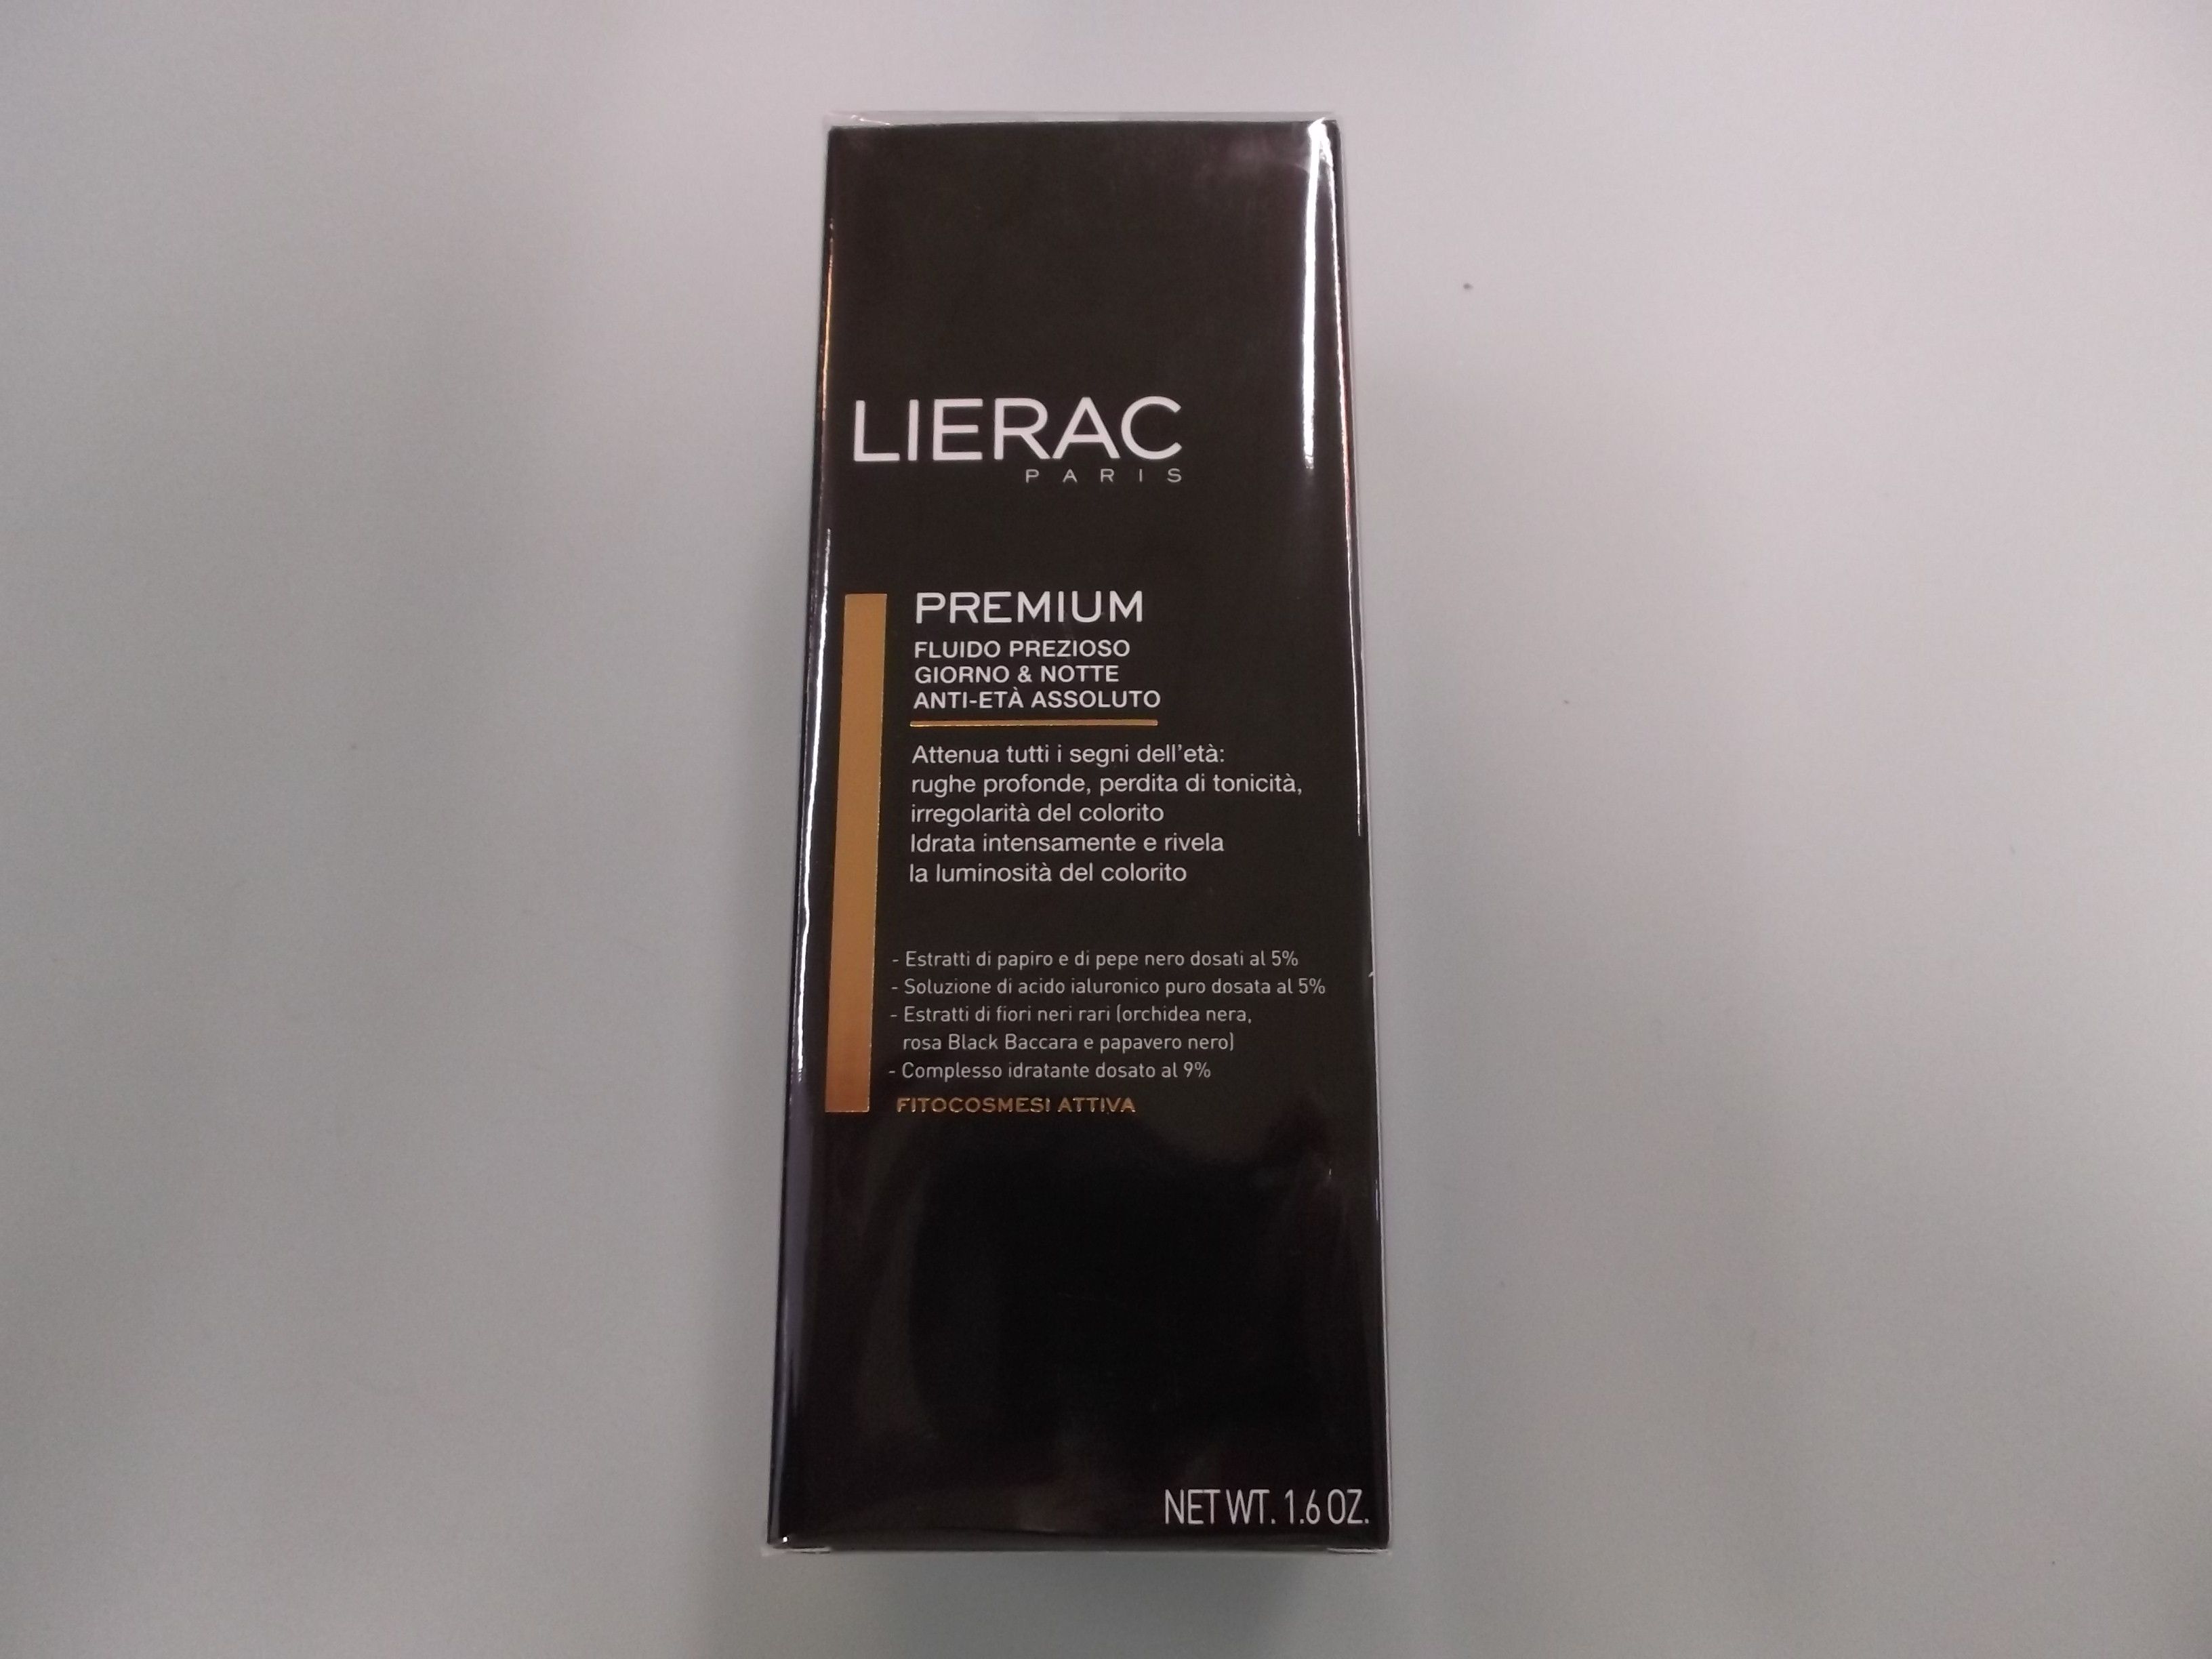 LIERAC
PARIS
PREMIUM
FLUIDO PREZIOSO
GIORNO & NOTTE
ANTI-ETÀ ASSOLUTO
Attenua tutti i segni dell'età:
rughe profonde, perdita di tonicità,
irregolarità del colorito
Idrata intensamente e rivela
la luminosità del colorito
- Estratti di papiro e di pepe nero dosati al 5%
- Soluzione di acido ialuronico puro dosata al 5%
- Estratti di fiori neri rari (orchidea nera,
rosa Black Baccara e papavero nero)
- Complesso idratante dosato al 9%
FITOCOSMESI ATTIVA
NET WT. 1.6 OZ.